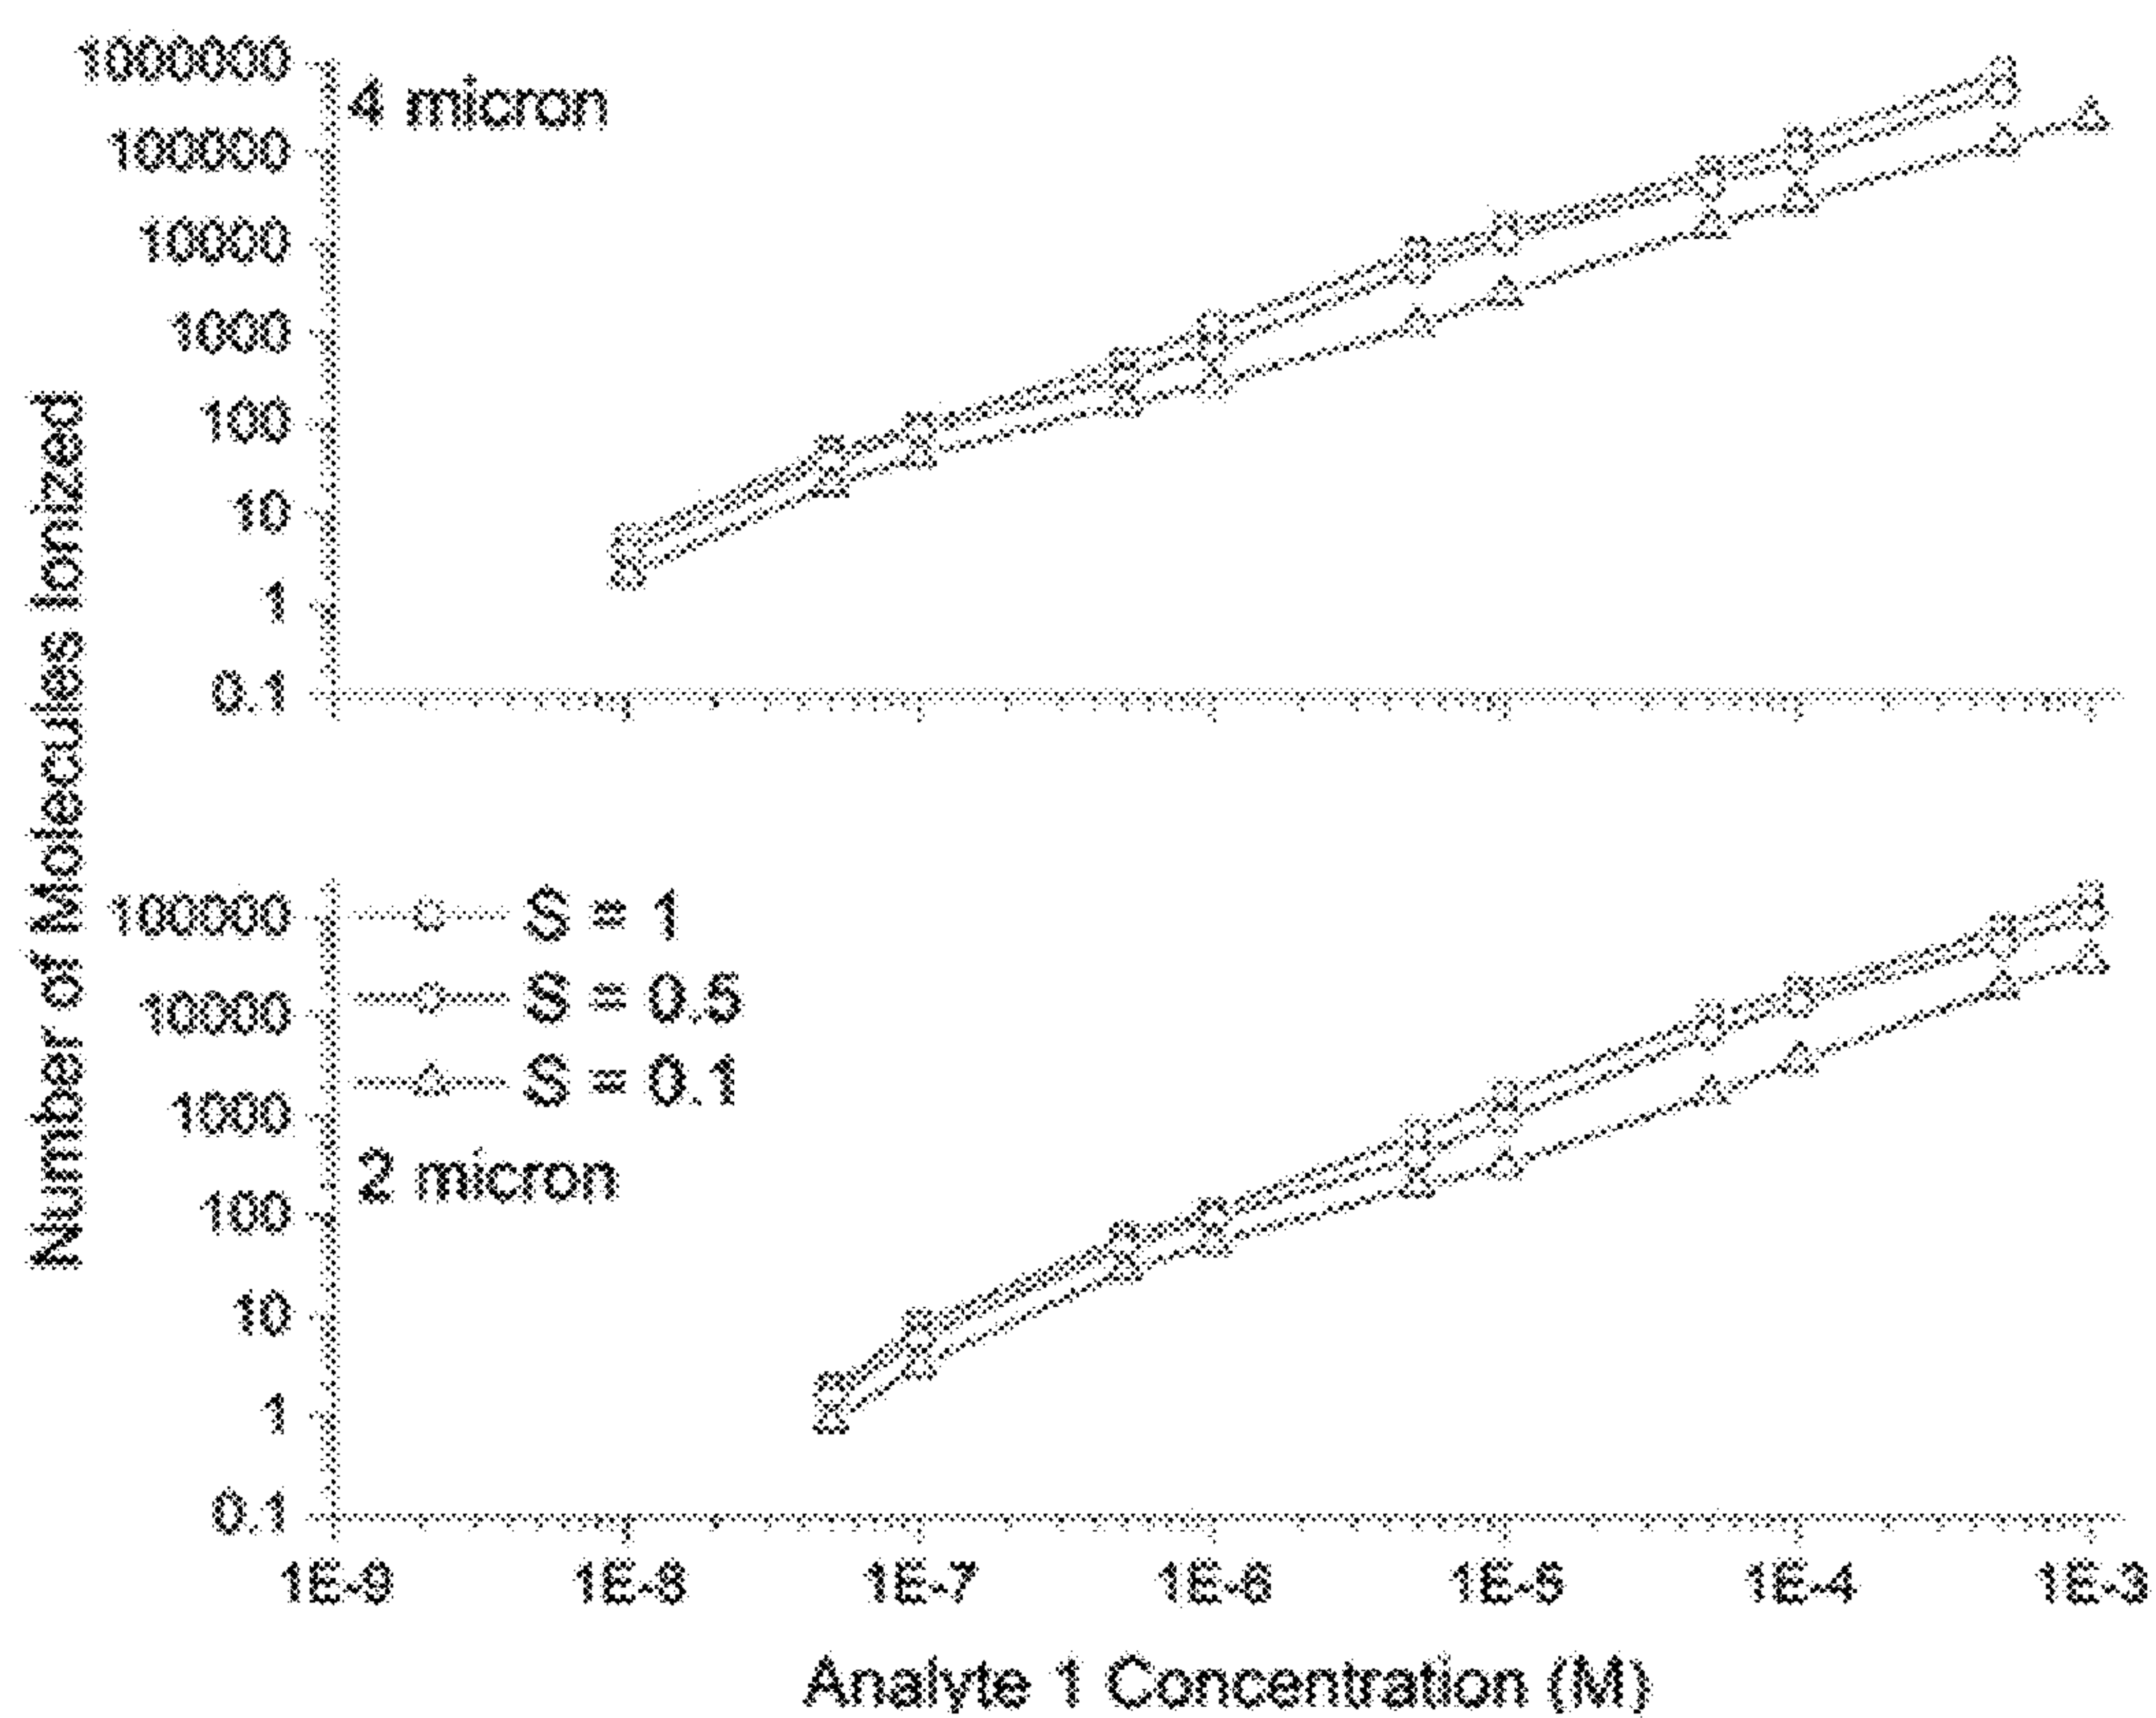 Number of Molecules Ionized
4 micron
1000000
100000
10000
1000
100
10
1
0.1
S = 1
S = 0.5
S = 0.1
2 micron
100000
10000
1000
100
10
1
0.1
1E-9 1E-8 1E-7 1E-6 1E-5 1E-4 1E-3
Analyte 1 Concentration (M)